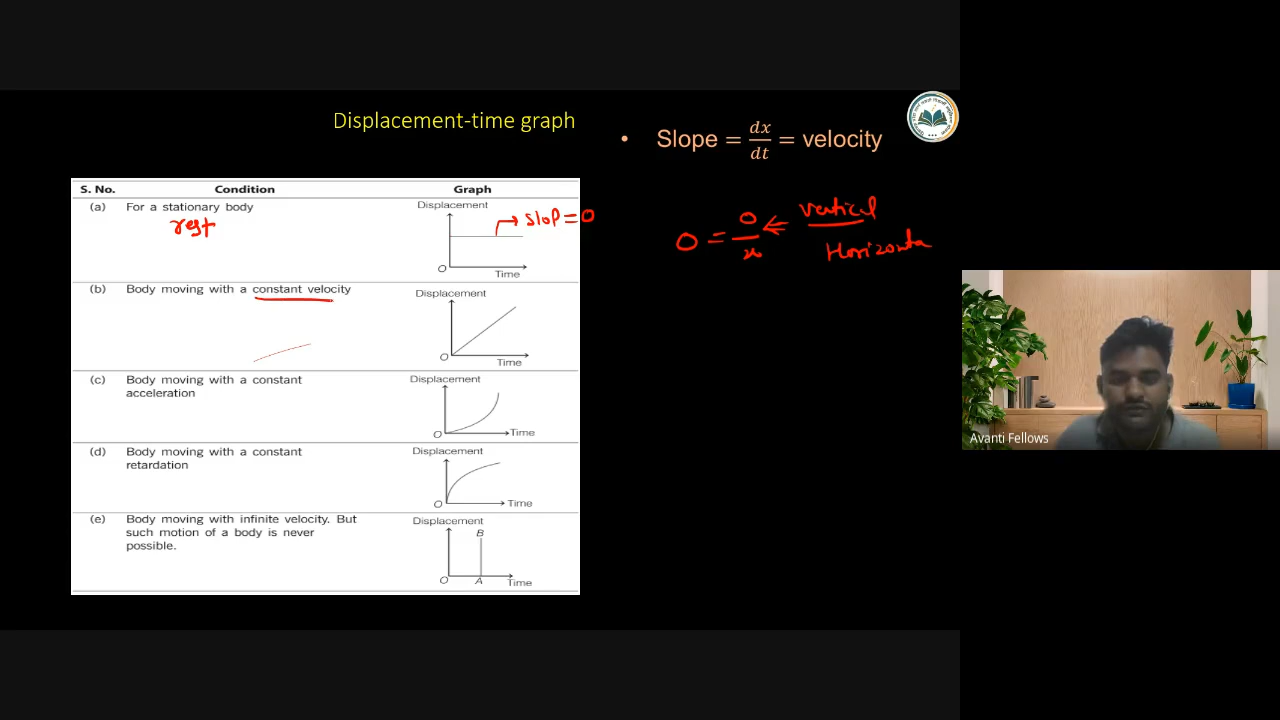 Displacement-time graph
• Slope = dx/dt = velocity
S. No. Condition Graph
(a) For a stationary body
rest
Displacement
slop = 0
O
Time
0 = 0/x
vertical
Horizonta
(b) Body moving with a constant velocity
Displacement
O
Time
(c) Body moving with a constant
acceleration
Displacement
O
Time
(d) Body moving with a constant
retardation
Displacement
O
Time
(e) Body moving with infinite velocity. But
such motion of a body is never
possible.
Displacement
B
O
A
Time
Avanti Fellows